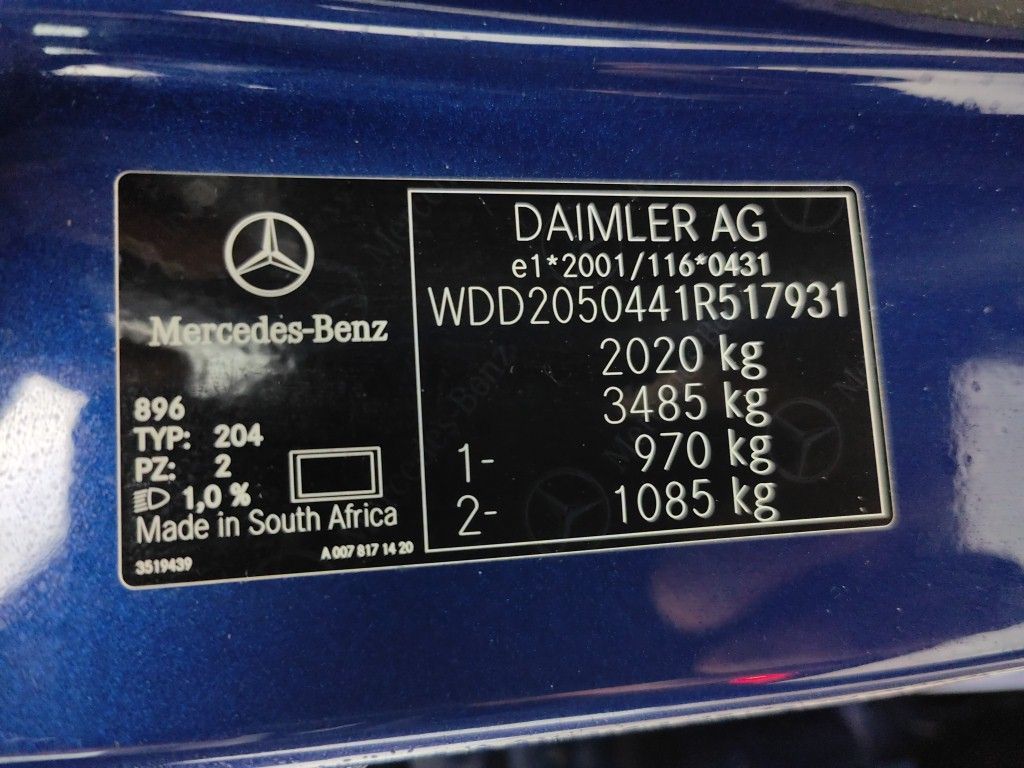 Mercedes-Benz
896
TYP: 204
PZ: 2
1,0 %
Made in South Africa
3519439
A 007 817 14 20
DAIMLER AG
e1*2001/116*0431
WDD2050441R517931
2020 kg
3485 kg
1- 970 kg
2- 1085 kg